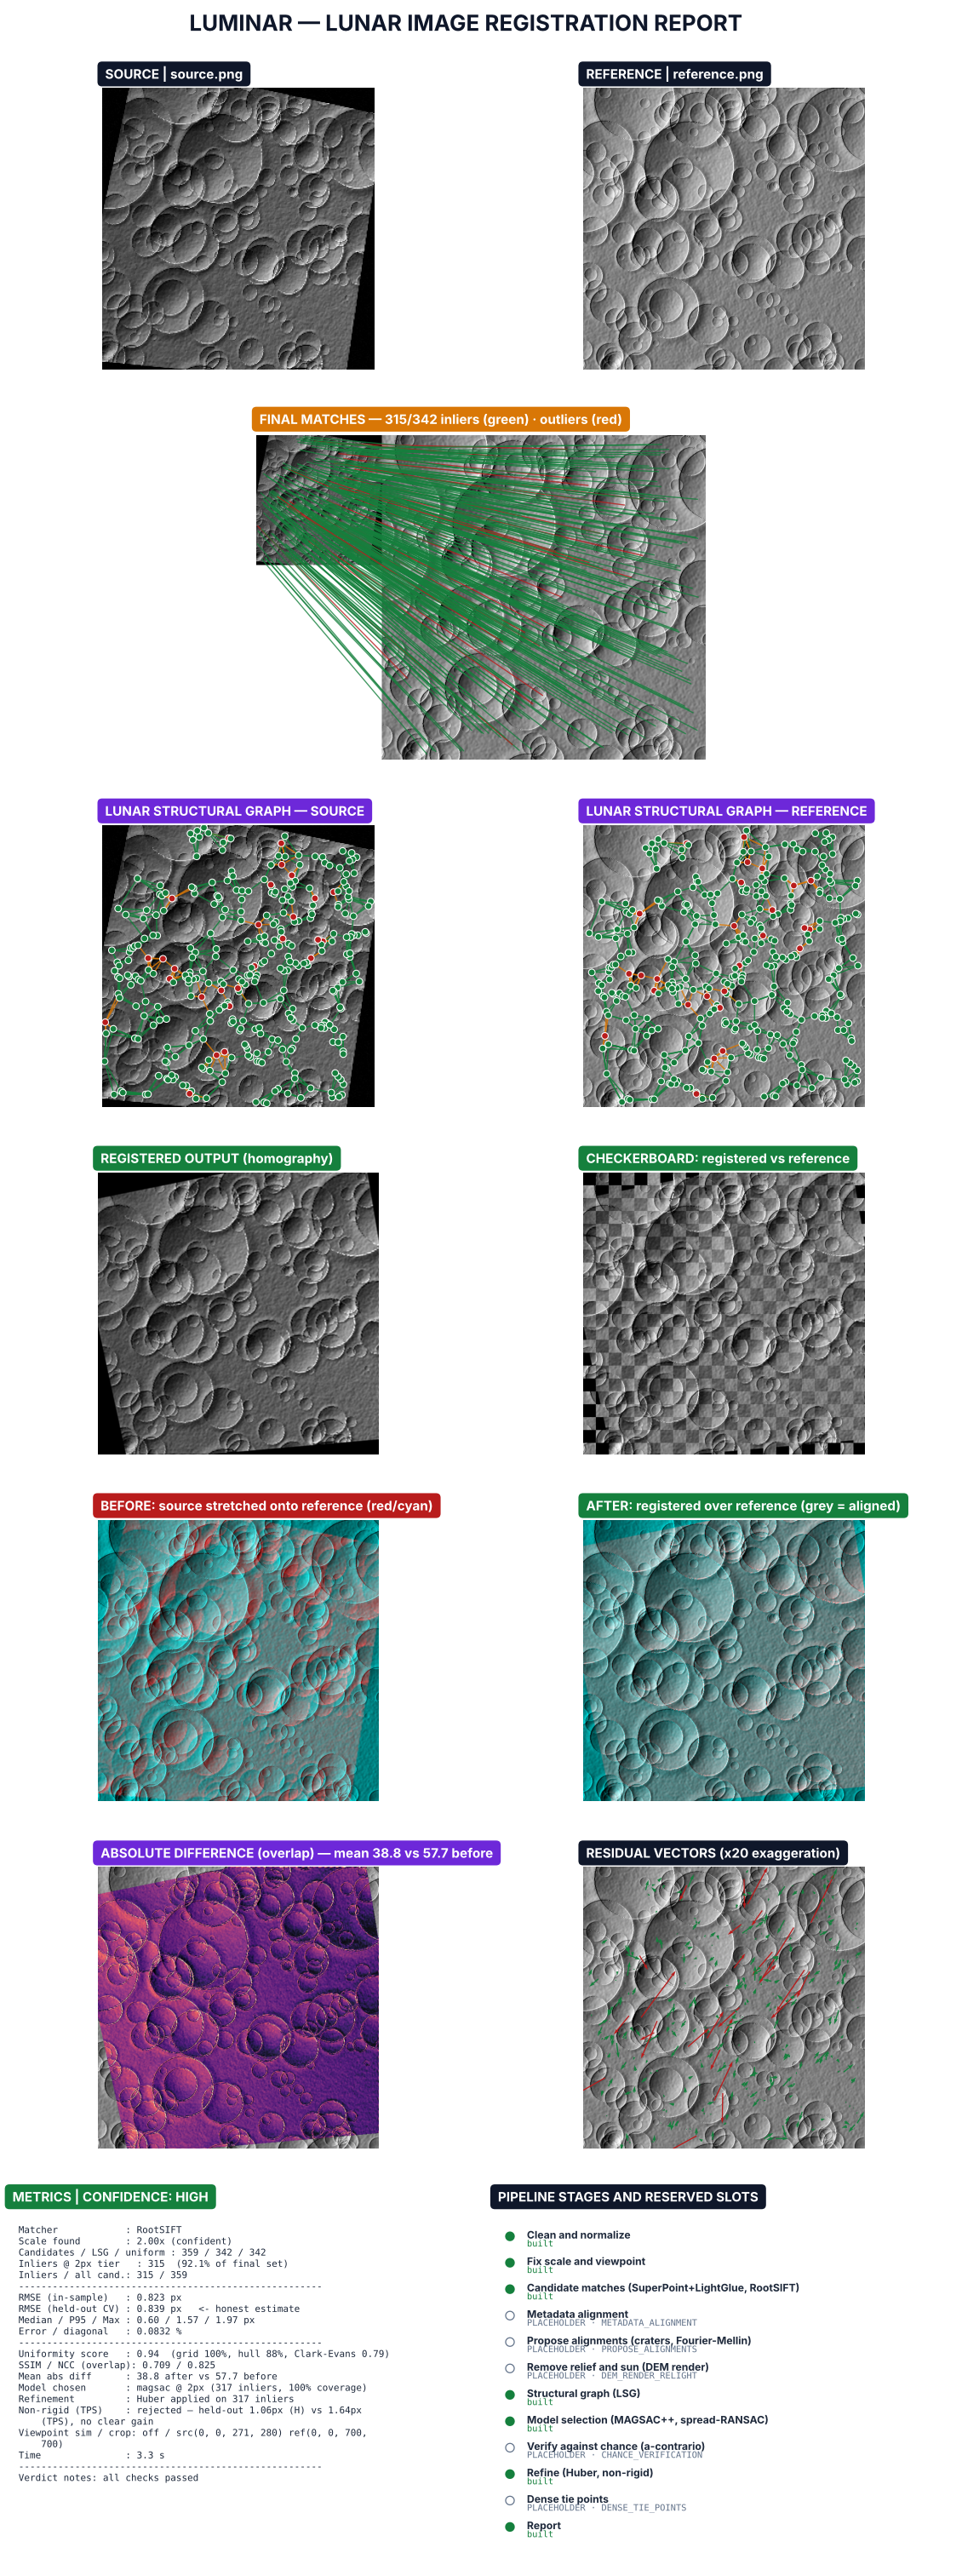 LUMINAR — LUNAR IMAGE REGISTRATION REPORT
SOURCE | source.png
REFERENCE | reference.png
FINAL MATCHES — 315/342 inliers (green) · outliers (red)
LUNAR STRUCTURAL GRAPH — SOURCE
LUNAR STRUCTURAL GRAPH — REFERENCE
REGISTERED OUTPUT (homography)
CHECKERBOARD: registered vs reference
BEFORE: source stretched onto reference (red/cyan)
AFTER: registered over reference (grey = aligned)
ABSOLUTE DIFFERENCE (overlap) — mean 38.8 vs 57.7 before
RESIDUAL VECTORS (x20 exaggeration)
METRICS | CONFIDENCE: HIGH
Matcher : RootSIFT
Scale found : 2.00x (confident)
Candidates / LSG / uniform : 359 / 342 / 342
Inliers @ 2px tier : 315 (92.1% of final set)
Inliers / all cand.: 315 / 359
------------------------------------------------------
RMSE (in-sample) : 0.823 px
RMSE (held-out CV) : 0.839 px <- honest estimate
Median / P95 / Max : 0.60 / 1.57 / 1.97 px
Error / diagonal : 0.0832 %
------------------------------------------------------
Uniformity score : 0.94 (grid 100%, hull 88%, Clark-Evans 0.79)
SSIM / NCC (overlap): 0.709 / 0.825
Mean abs diff : 38.8 after vs 57.7 before
Model chosen : magsac @ 2px (317 inliers, 100% coverage)
Refinement : Huber applied on 317 inliers
Non-rigid (TPS) : rejected — held-out 1.06px (H) vs 1.64px
(TPS), no clear gain
Viewpoint sim / crop: off / src(0, 0, 271, 280) ref(0, 0, 700,
700)
Time : 3.3 s
------------------------------------------------------
Verdict notes: all checks passed
PIPELINE STAGES AND RESERVED SLOTS
Clean and normalize
built
Fix scale and viewpoint
built
Candidate matches (SuperPoint+LightGlue, RootSIFT)
built
Metadata alignment
PLACEHOLDER · METADATA_ALIGNMENT
Propose alignments (craters, Fourier-Mellin)
PLACEHOLDER · PROPOSE_ALIGNMENTS
Remove relief and sun (DEM render)
PLACEHOLDER · DEM_RENDER_RELIGHT
Structural graph (LSG)
built
Model selection (MAGSAC++, spread-RANSAC)
built
Verify against chance (a-contrario)
PLACEHOLDER · CHANCE_VERIFICATION
Refine (Huber, non-rigid)
built
Dense tie points
PLACEHOLDER · DENSE_TIE_POINTS
Report
built